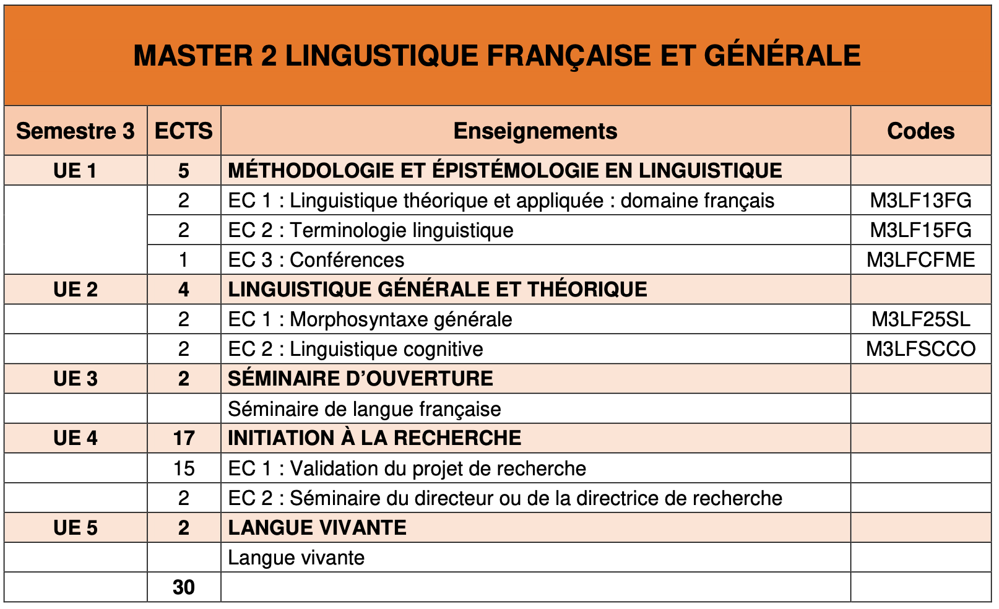 MASTER 2 LINGUSTIQUE FRANÇAISE ET GÉNÉRALE
Semestre 3 ECTS Enseignements Codes
UE 1 5 MÉTHODOLOGIE ET ÉPISTÉMOLOGIE EN LINGUISTIQUE
2 EC 1 : Linguistique théorique et appliquée : domaine français M3LF13FG
2 EC 2 : Terminologie linguistique M3LF15FG
1 EC 3 : Conférences M3LFCFME
UE 2 4 LINGUISTIQUE GÉNÉRALE ET THÉORIQUE
2 EC 1 : Morphosyntaxe générale M3LF25SL
2 EC 2 : Linguistique cognitive M3LFSCCO
UE 3 2 SÉMINAIRE D’OUVERTURE
Séminaire de langue française
UE 4 17 INITIATION À LA RECHERCHE
15 EC 1 : Validation du projet de recherche
2 EC 2 : Séminaire du directeur ou de la directrice de recherche
UE 5 2 LANGUE VIVANTE
Langue vivante
30